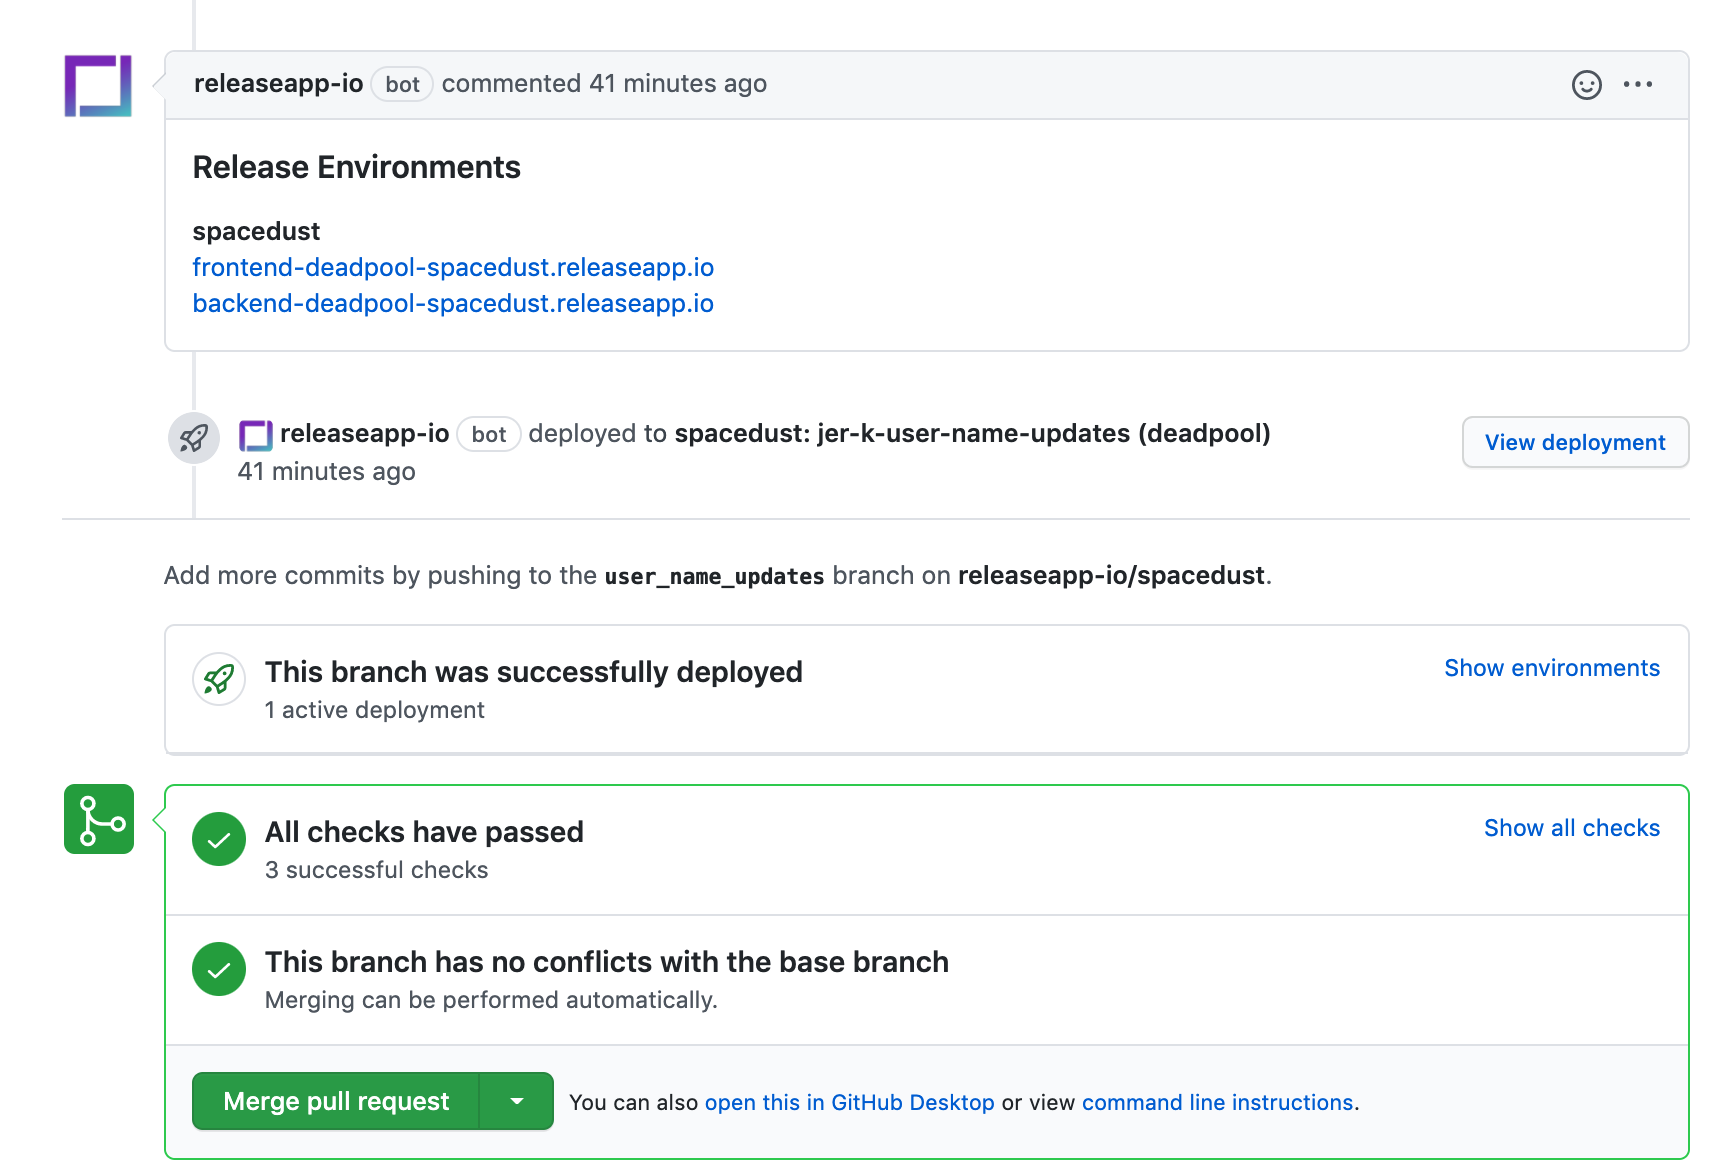 releaseapp-io bot commented 41 minutes ago
Release Environments
spacedust
frontend-deadpool-spacedust.releaseapp.io
backend-deadpool-spacedust.releaseapp.io
releaseapp-io bot deployed to spacedust: jer-k-user-name-updates (deadpool)
41 minutes ago
View deployment
Add more commits by pushing to the user_name_updates branch on releaseapp-io/spacedust.
This branch was successfully deployed
1 active deployment
Show environments
All checks have passed
3 successful checks
Show all checks
This branch has no conflicts with the base branch
Merging can be performed automatically.
Merge pull request
You can also open this in GitHub Desktop or view command line instructions.